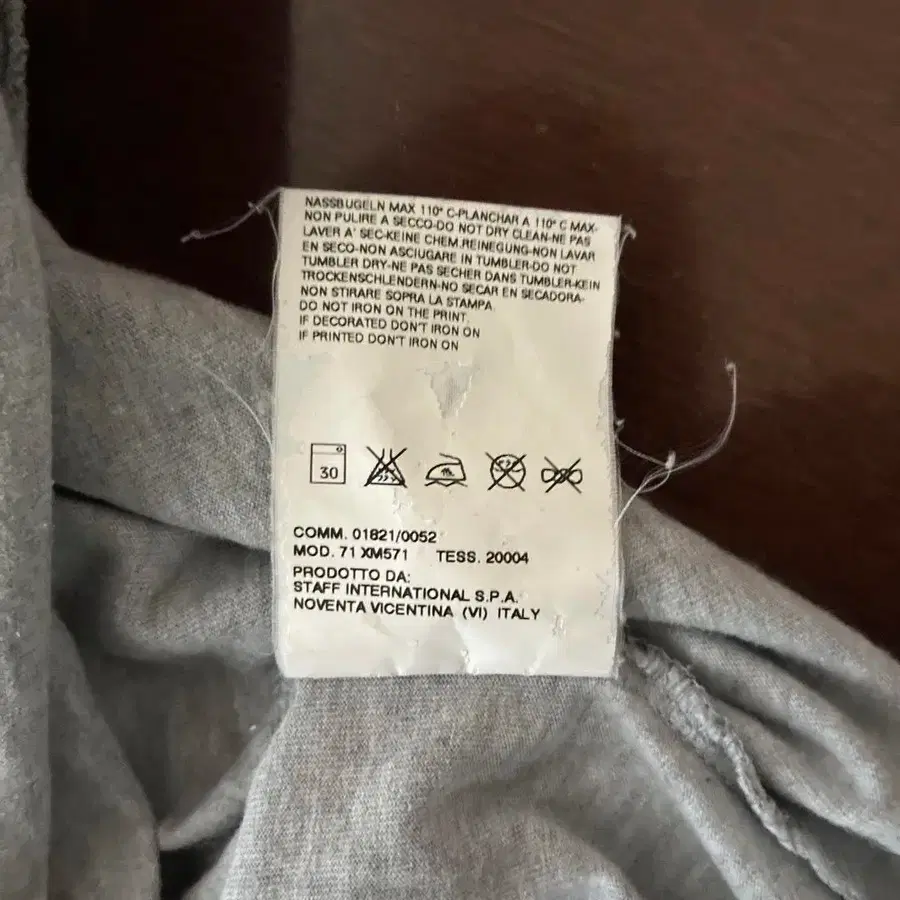 NASSBUGELN MAX 110° C-PLANCHAR A 110° C MAX-
NON PULIRE A SECCO-DO NOT DRY CLEAN-NE PAS
LAVER A' SEC-KEINE CHEM.REINEGUNG-NON LAVAR
EN SECO-NON ASCIUGARE IN TUMBLER-DO NOT
TUMBLER DRY-NE PAS SECHER DANS TUMBLER-KEIN
TROCKENSCHLENDERN-NO SECAR EN SECADORA-
NON STIRARE SOPRA LA STAMPA.
DO NOT IRON ON THE PRINT.
IF DECORATED DON'T IRON ON
IF PRINTED DON'T IRON ON
30
COMM. 01821/0052
MOD. 71 XM571 TESS. 20004
PRODOTTO DA:
STAFF INTERNATIONAL S.P.A.
NOVENTA VICENTINA (VI) ITALY